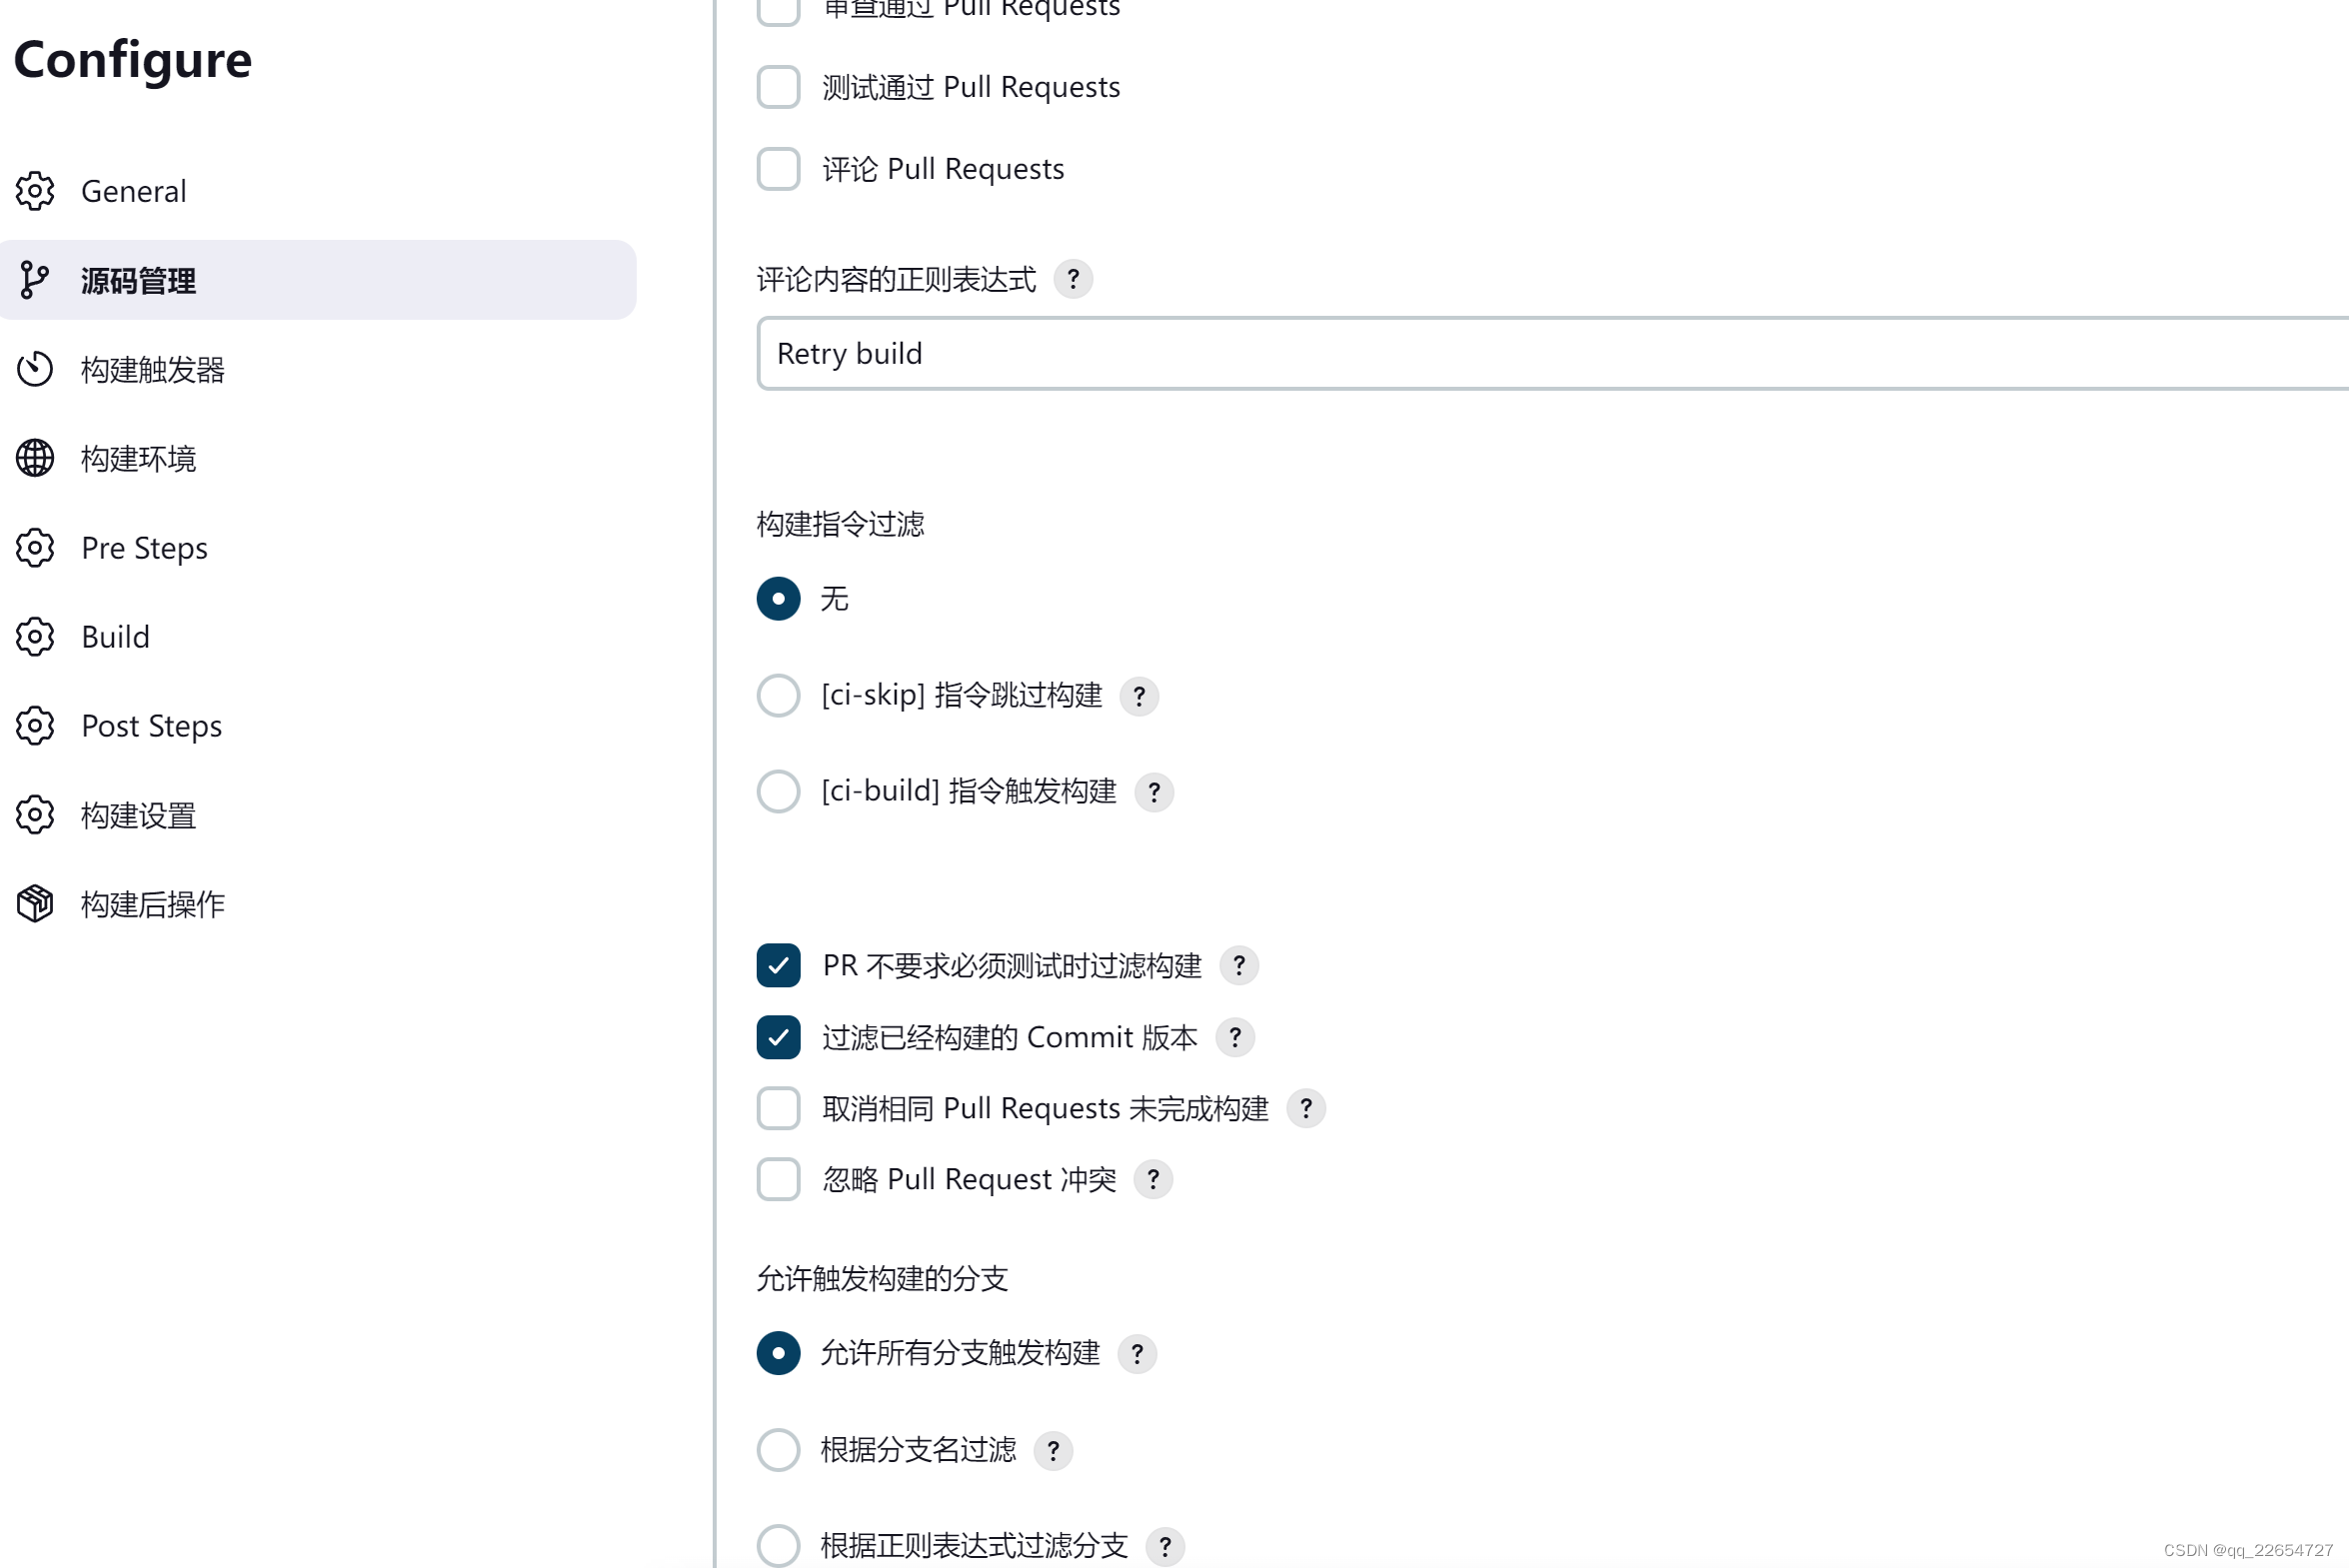 Configure
General
源码管理
构建触发器
构建环境
Pre Steps
Build
Post Steps
构建设置
构建后操作
审查通过 Pull Requests
测试通过 Pull Requests
评论 Pull Requests
评论内容的正则表达式 ?
Retry build
构建指令过滤
无
[ci-skip] 指令跳过构建 ?
[ci-build] 指令触发构建 ?
PR 不要求必须测试时过滤构建 ?
过滤已经构建的 Commit 版本 ?
取消相同 Pull Requests 未完成构建 ?
忽略 Pull Request 冲突 ?
允许触发构建的分支
允许所有分支触发构建 ?
根据分支名过滤 ?
根据正则表达式过滤分支 ?
CSDN @qq_22654727